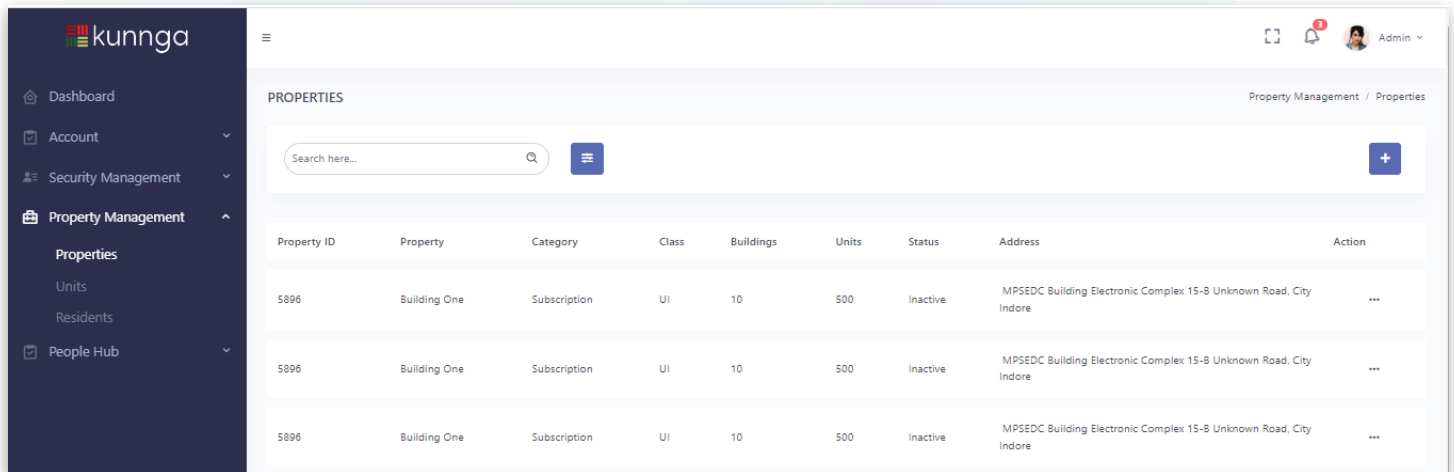 kunnga
3
Admin
Dashboard
PROPERTIES
Property Management / Properties
Account
Search here...
Security Management
Property Management
Property ID Property Category Class Buildings Units Status Address Action
Properties
Units
5896 Building One Subscription UI 10 500 Inactive MPSEDC Building Electronic Complex 15-B Unknown Road, City
Indore
Residents
People Hub
5896 Building One Subscription UI 10 500 Inactive MPSEDC Building Electronic Complex 15-B Unknown Road, City
Indore
5896 Building One Subscription UI 10 500 Inactive MPSEDC Building Electronic Complex 15-B Unknown Road, City
Indore